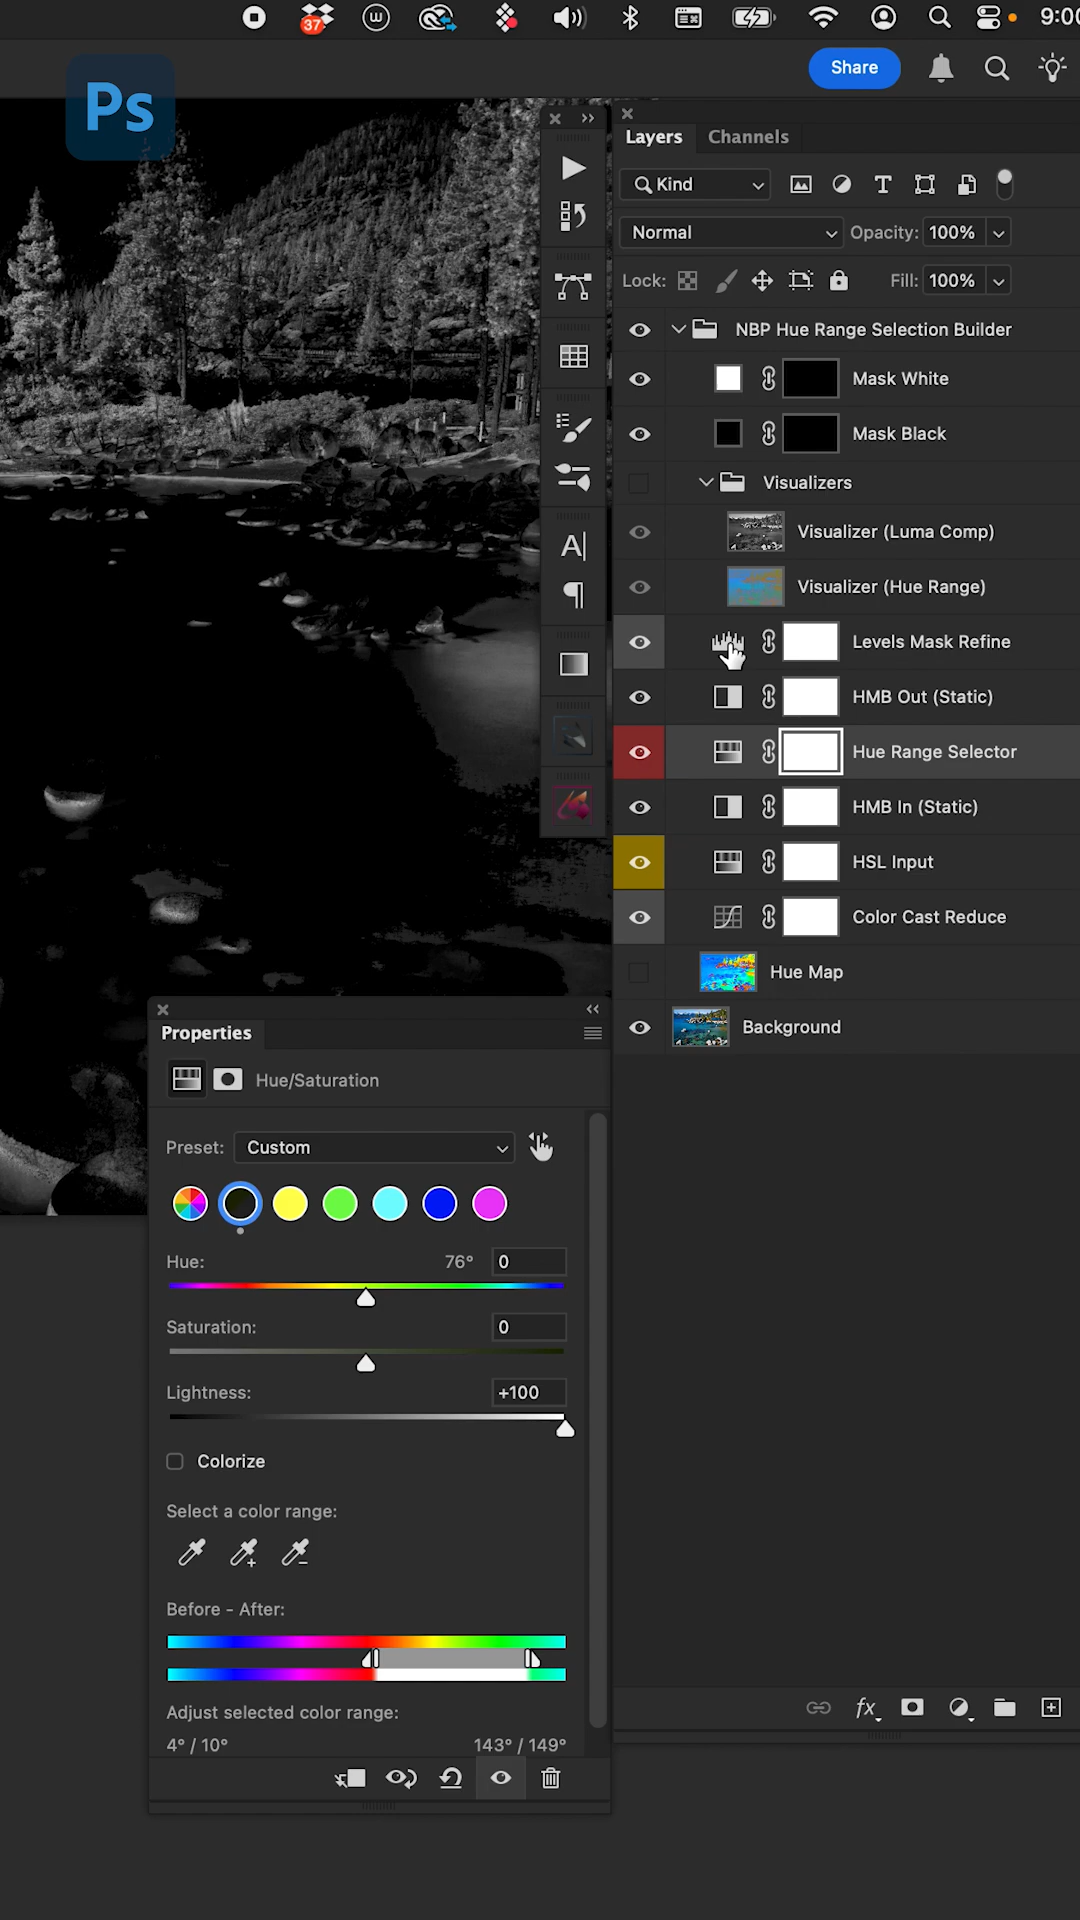 37
9:00
Share
Ps
Layers
Channels
Kind
Normal
Opacity: 100%
Lock:
Fill: 100%
NBP Hue Range Selection Builder
Mask White
Mask Black
Visualizers
Visualizer (Luma Comp)
Visualizer (Hue Range)
Levels Mask Refine
HMB Out (Static)
Hue Range Selector
HMB In (Static)
HSL Input
Color Cast Reduce
Hue Map
Background
fx
Properties
Hue/Saturation
Preset: Custom
Hue: 76° 0
Saturation: 0
Lightness: +100
Colorize
Select a color range:
Before - After:
Adjust selected color range:
4° / 10° 143° / 149°